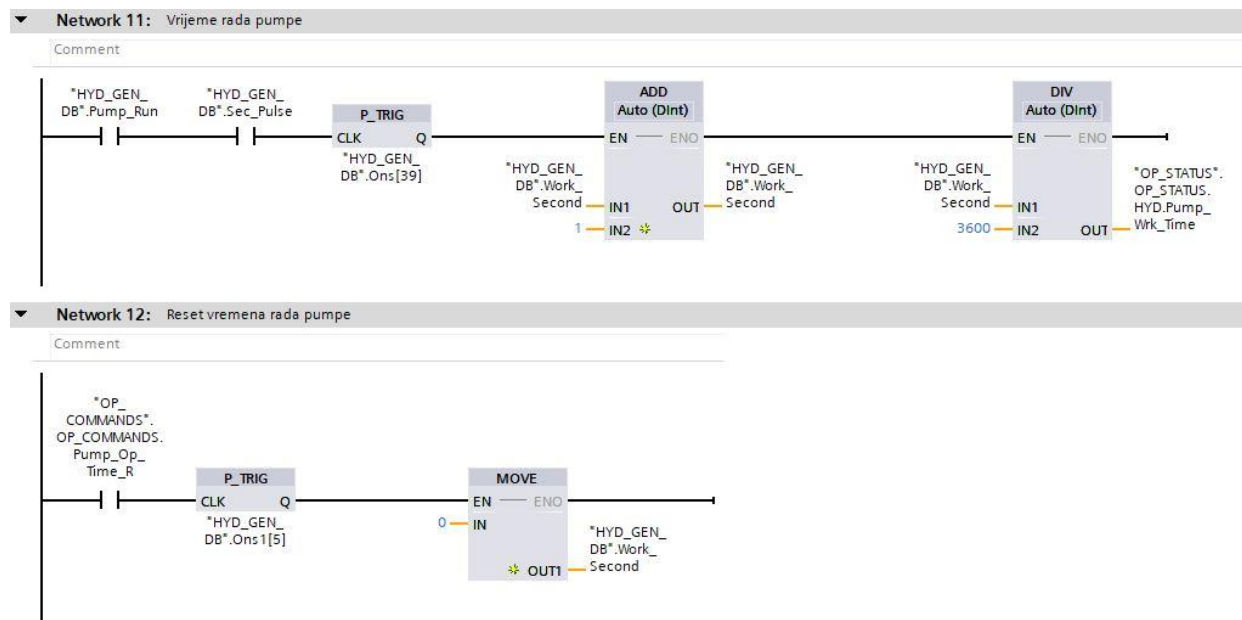 Network 11: Vrijeme rada pumpe
Comment
"HYD_GEN_
DB".Pump_Run
"HYD_GEN_
DB".Sec_Pulse
P_TRIG
CLK Q
"HYD_GEN_
DB".Ons[39]
ADD
Auto (DInt)
EN ENO
"HYD_GEN_
DB".Work_
Second
IN1
1
IN2
OUT
"HYD_GEN_
DB".Work_
Second
DIV
Auto (DInt)
EN ENO
"HYD_GEN_
DB".Work_
Second
IN1
3600
IN2
OUT
"OP_STATUS".
OP_STATUS.
HYD.Pump_
Wrk_Time
Network 12: Reset vremena rada pumpe
Comment
"OP_
COMMANDS".
OP_COMMANDS.
Pump_Op_
Time_R
P_TRIG
CLK Q
"HYD_GEN_
DB".Ons1[5]
MOVE
EN ENO
0
IN
OUT1
"HYD_GEN_
DB".Work_
Second